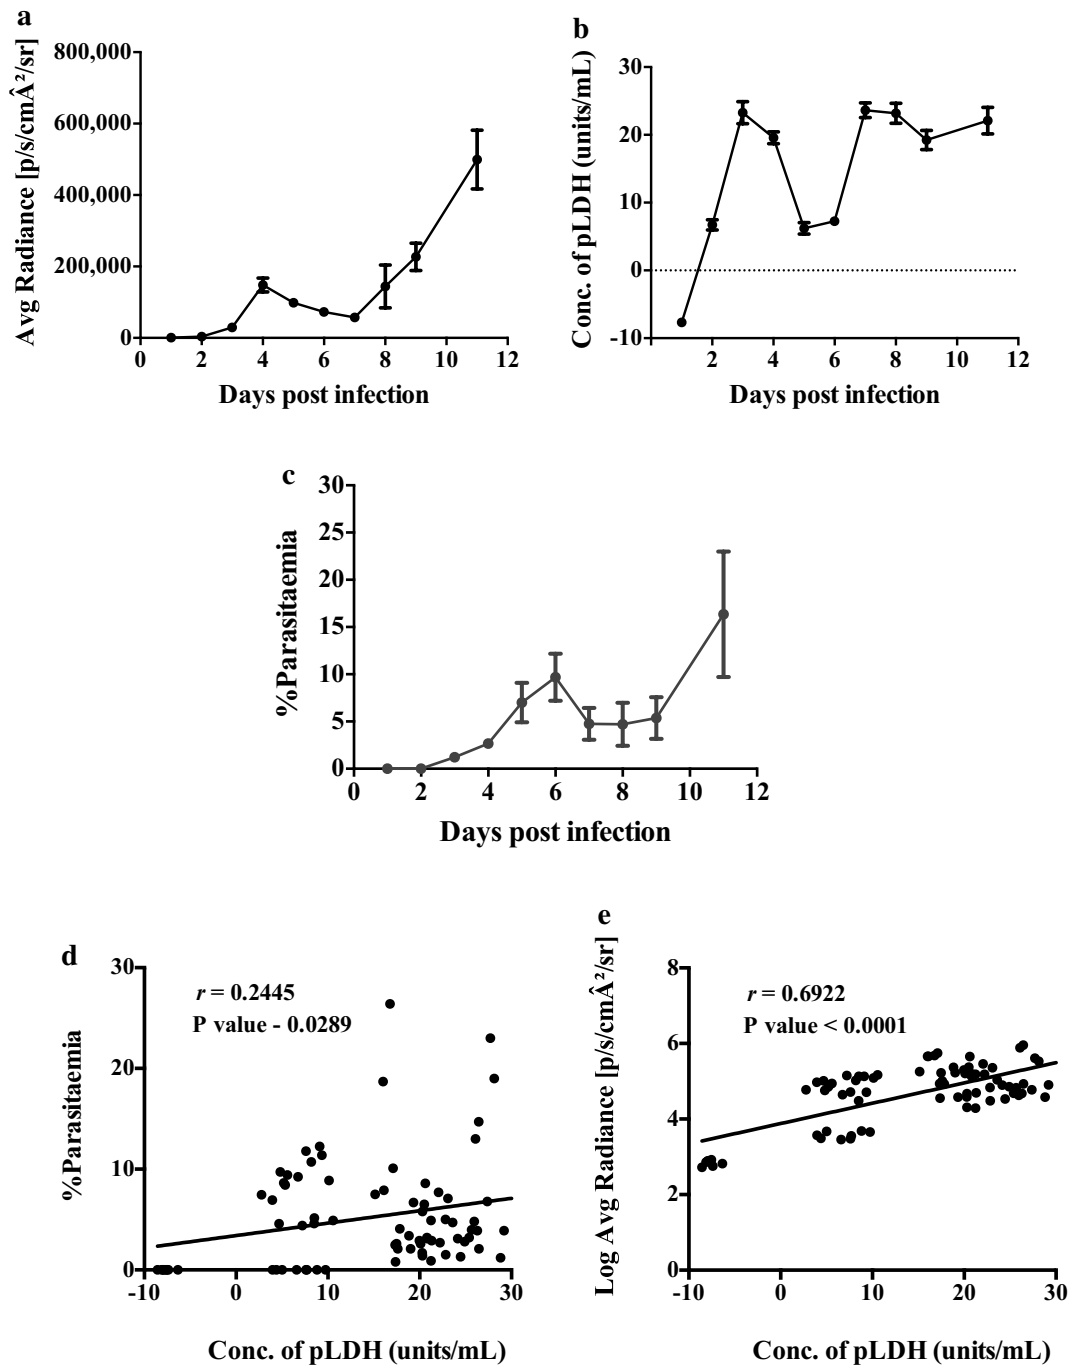 a
Avg Radiance [p/s/cmÂ²/sr]
800,000
600,000
400,000
200,000
0
0 2 4 6 8 10 12
Days post infection
b
Conc. of pLDH (units/mL)
30
20
10
0
-10
2 4 6 8 10 12
Days post infection
c
%Parasitaemia
30
25
20
15
10
5
0
0 2 4 6 8 10 12
Days post infection
d
%Parasitaemia
30
20
10
0
r = 0.2445
P value - 0.0289
-10 0 10 20 30
Conc. of pLDH (units/mL)
e
Log Avg Radiance [p/s/cmÂ²/sr]
8
6
4
2
0
r = 0.6922
P value < 0.0001
-10 0 10 20 30
Conc. of pLDH (units/mL)